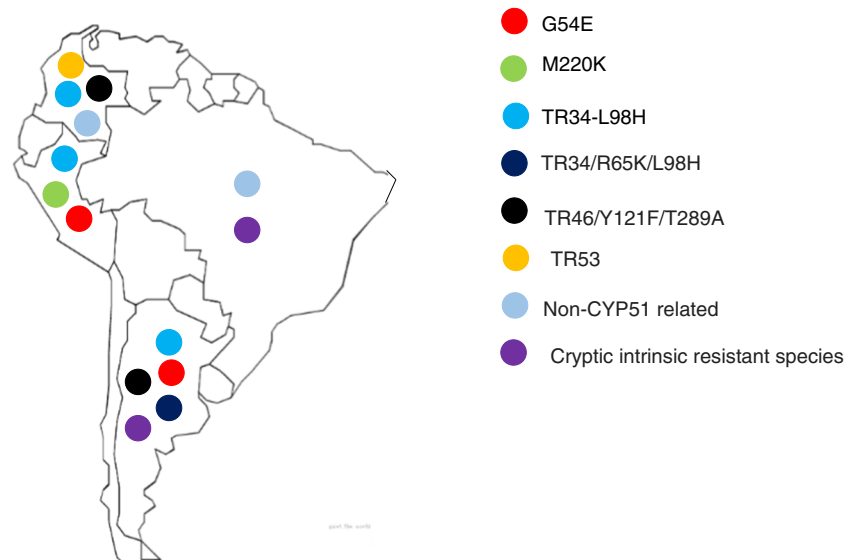 G54E
M220K
TR34-L98H
TR34/R65K/L98H
TR46/Y121F/T289A
TR53
Non-CYP51 related
Cryptic intrinsic resistant species